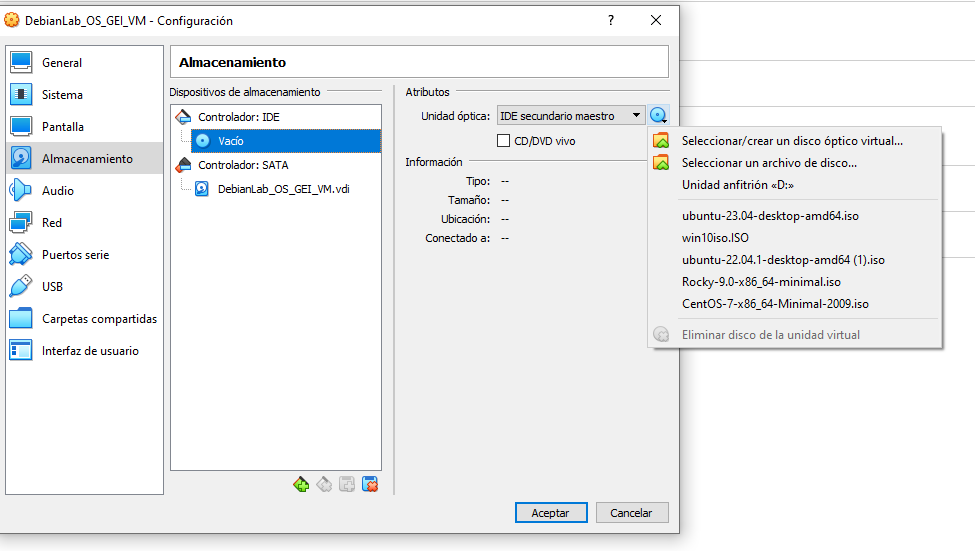 DebianLab_OS_GEI_VM - Configuración
General
Sistema
Pantalla
Almacenamiento
Audio
Red
Puertos serie
USB
Carpetas compartidas
Interfaz de usuario
Almacenamiento
Dispositivos de almacenamiento
Controlador: IDE
Vacío
Controlador: SATA
DebianLab_OS_GEI_VM.vdi
Atributos
Unidad óptica: IDE secundario maestro
CD/DVD vivo
Información
Tipo: --
Tamaño: --
Ubicación: --
Conectado a: --
Seleccionar/crear un disco óptico virtual...
Seleccionar un archivo de disco...
Unidad anfitrión «D:»
ubuntu-23.04-desktop-amd64.iso
win10iso.ISO
ubuntu-22.04.1-desktop-amd64 (1).iso
Rocky-9.0-x86_64-minimal.iso
CentOS-7-x86_64-Minimal-2009.iso
Eliminar disco de la unidad virtual
Aceptar
Cancelar